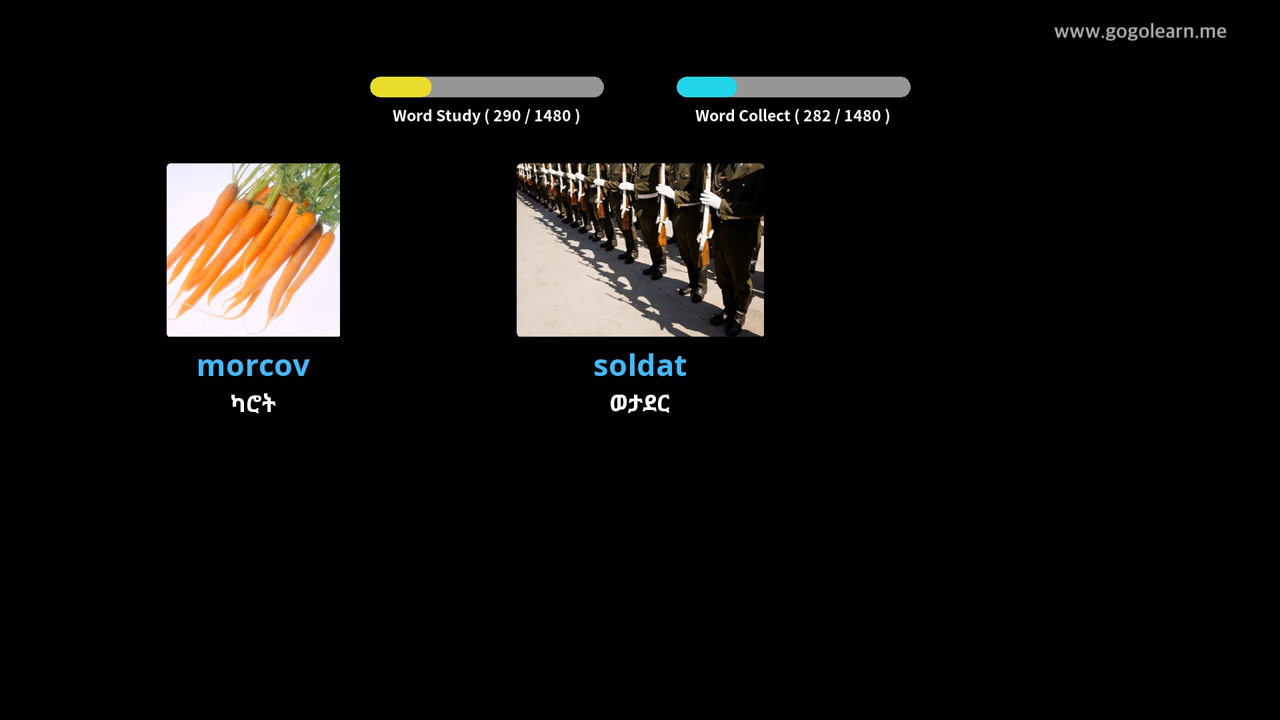 www.gogolearn.me
Word Study ( 290 / 1480 )
Word Collect ( 282 / 1480 )
morcov
ካሮት
soldat
ወታደር